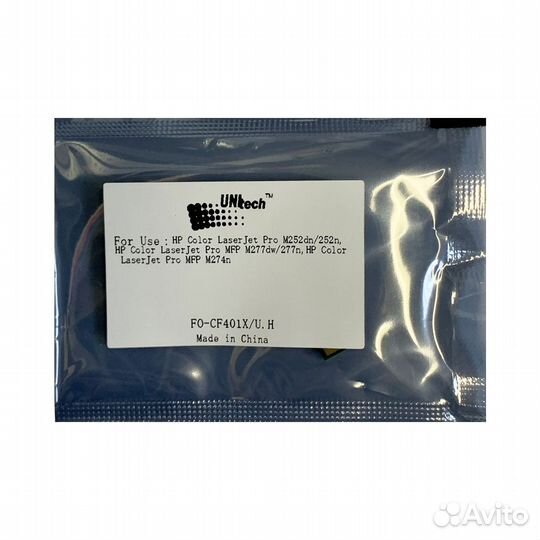 UNItech™
For Use : HP Color LaserJet Pro M252dn/252n,
HP Color LaserJet Pro MFP M277dw/277n, HP Color
LaserJet Pro MFP M274n
FO-CF401X/U.H
Made in China
Avito